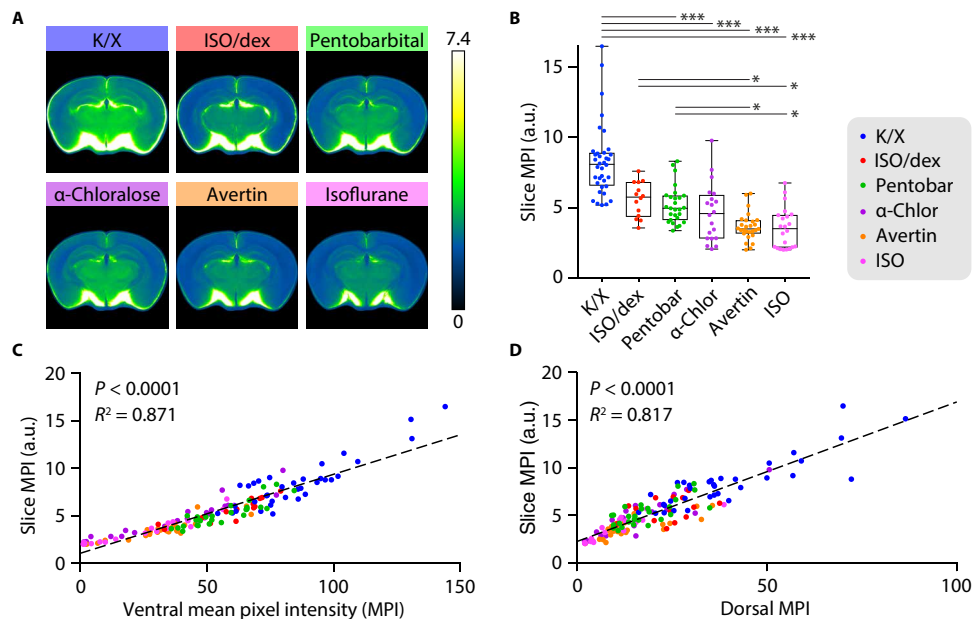 A
K/X
ISO/dex
Pentobarbital
7.4
α-Chloralose
Avertin
Isoflurane
0
B
***
***
***
***
*
*
*
*
Slice MPI (a.u.)
15
10
5
0
K/X
ISO/dex
Pentobar
α-Chlor
Avertin
ISO
K/X
ISO/dex
Pentobar
α-Chlor
Avertin
ISO
C
P < 0.0001
R² = 0.871
Slice MPI (a.u.)
20
15
10
5
0
0
50
100
150
Ventral mean pixel intensity (MPI)
D
P < 0.0001
R² = 0.817
Slice MPI (a.u.)
20
15
10
5
0
0
50
100
Dorsal MPI